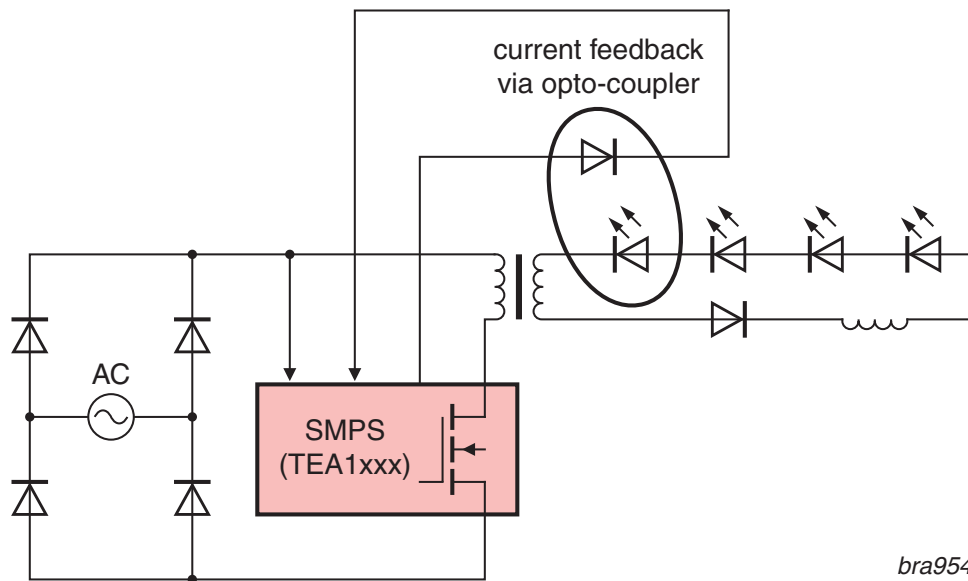 current feedback
via opto-coupler
AC
SMPS
(TEA1xxx)
bra954